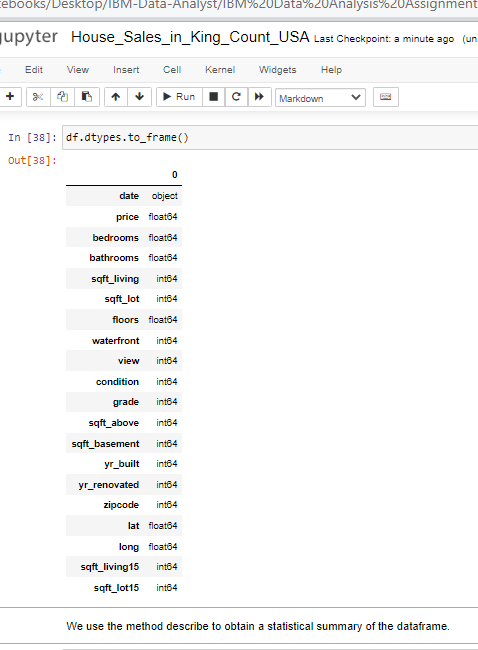 tebooks/Desktop/IBM-Data-Analyst/IBM%20Data%20Analysis%20Assignment
jupyter House_Sales_in_King_Count_USA Last Checkpoint: a minute ago (un
Edit View Insert Cell Kernel Widgets Help
Run Markdown
In [38]: df.dtypes.to_frame()
Out[38]:
0
date object
price float64
bedrooms float64
bathrooms float64
sqft_living int64
sqft_lot int64
floors float64
waterfront int64
view int64
condition int64
grade int64
sqft_above int64
sqft_basement int64
yr_built int64
yr_renovated int64
zipcode int64
lat float64
long float64
sqft_living15 int64
sqft_lot15 int64
We use the method describe to obtain a statistical summary of the dataframe.